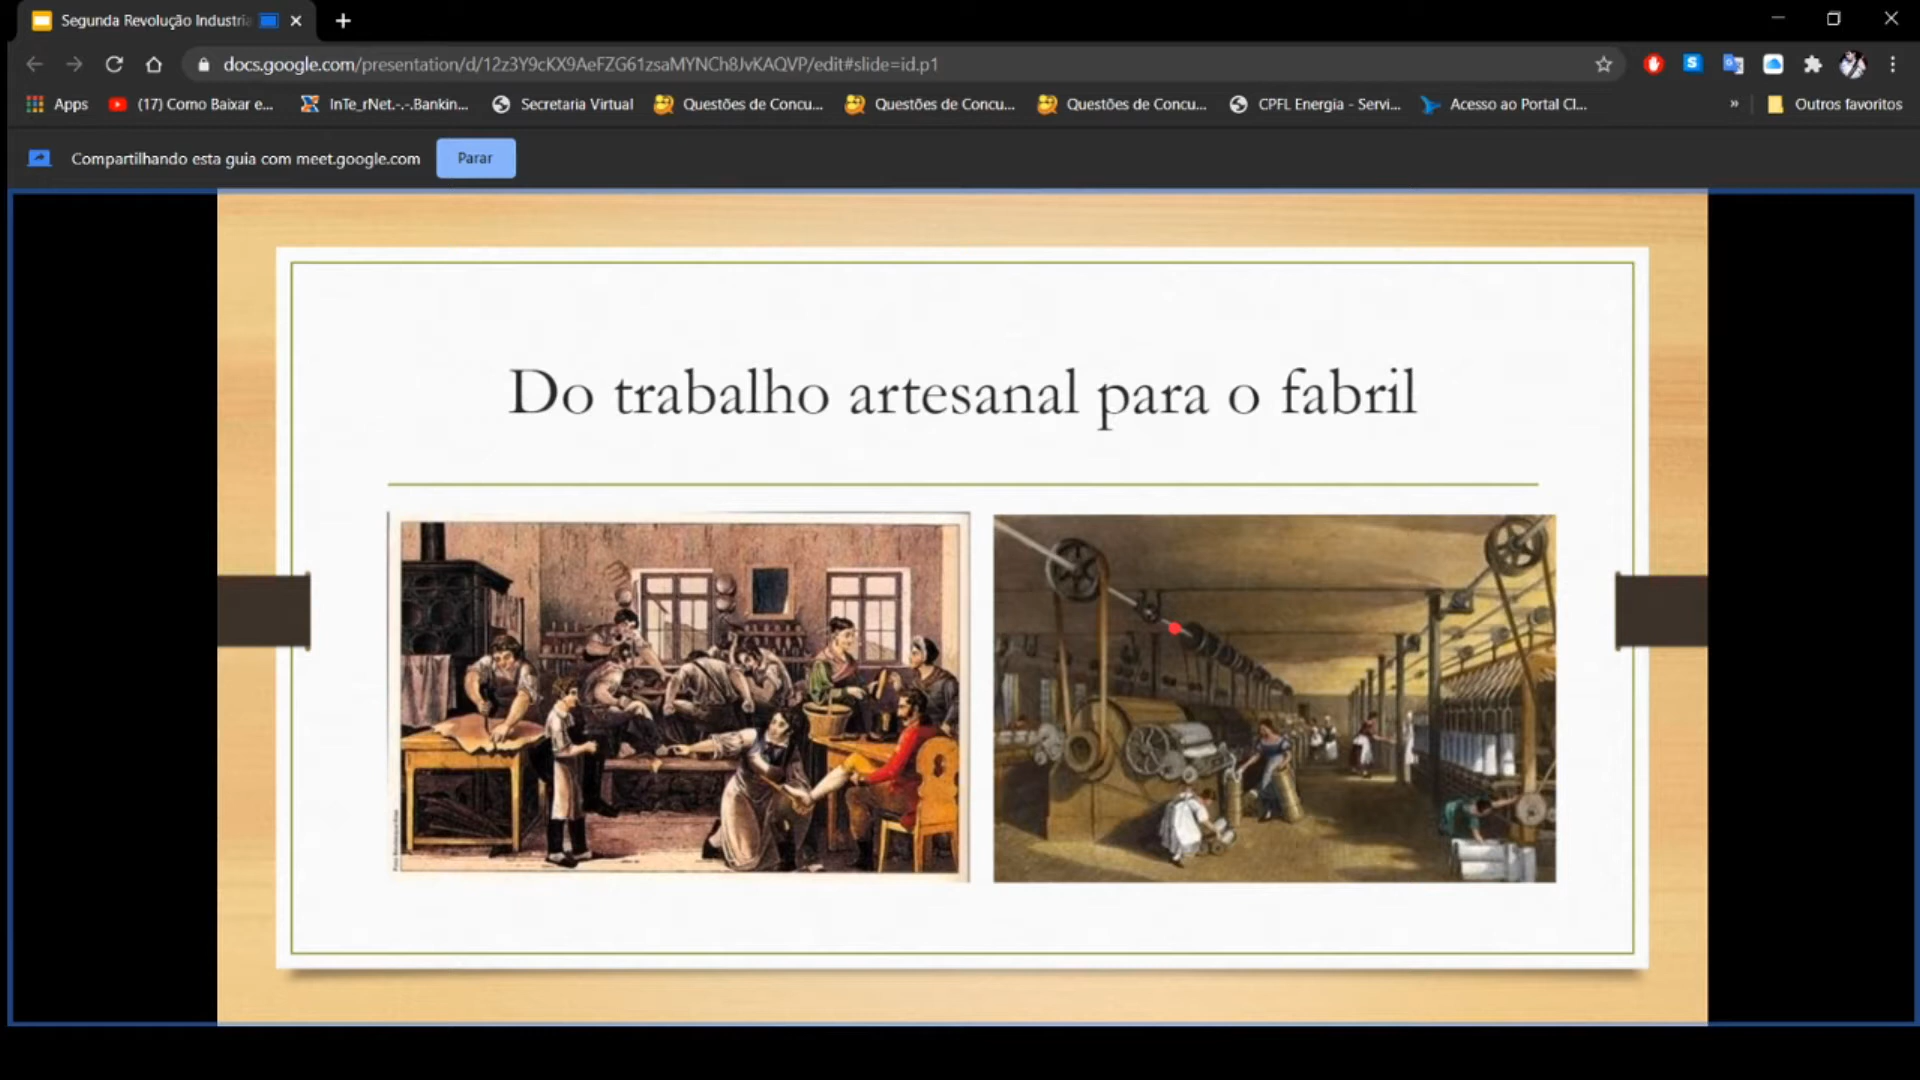 Segunda Revolução Industria
docs.google.com/presentation/d/12z3Y9cKX9AeFZG61zsaMYNCh8JvKAQVP/edit#slide=id.p1
Apps (17) Como Baixar e... InTe_rNet.-.-.Bankin... Secretaria Virtual Questões de Concu... Questões de Concu... Questões de Concu... CPFL Energia - Servi... Acesso ao Portal Cl... » Outros favoritos
Compartilhando esta guia com meet.google.com Parar
Do trabalho artesanal para o fabril